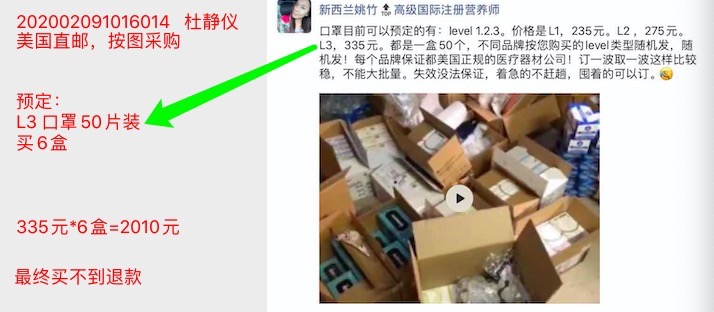 202002091016014 杜静仪
美国直邮，按图采购
预定：
L3 口罩50片装
买6盒
335元*6盒=2010元
最终买不到退款
新西兰姚竹 TOP 高级国际注册营养师
口罩目前可以预定的有：level 1.2.3。价格是L1，235元。L2，275元。
L3，335元。都是一盒50个，不同品牌按您购买的level类型随机发，随
机发！每个品牌保证都美国正规的医疗器材公司！订一波取一波这样比较
稳，不能大批量。失效没法保证，着急的不赶趟，囤着的可以订。